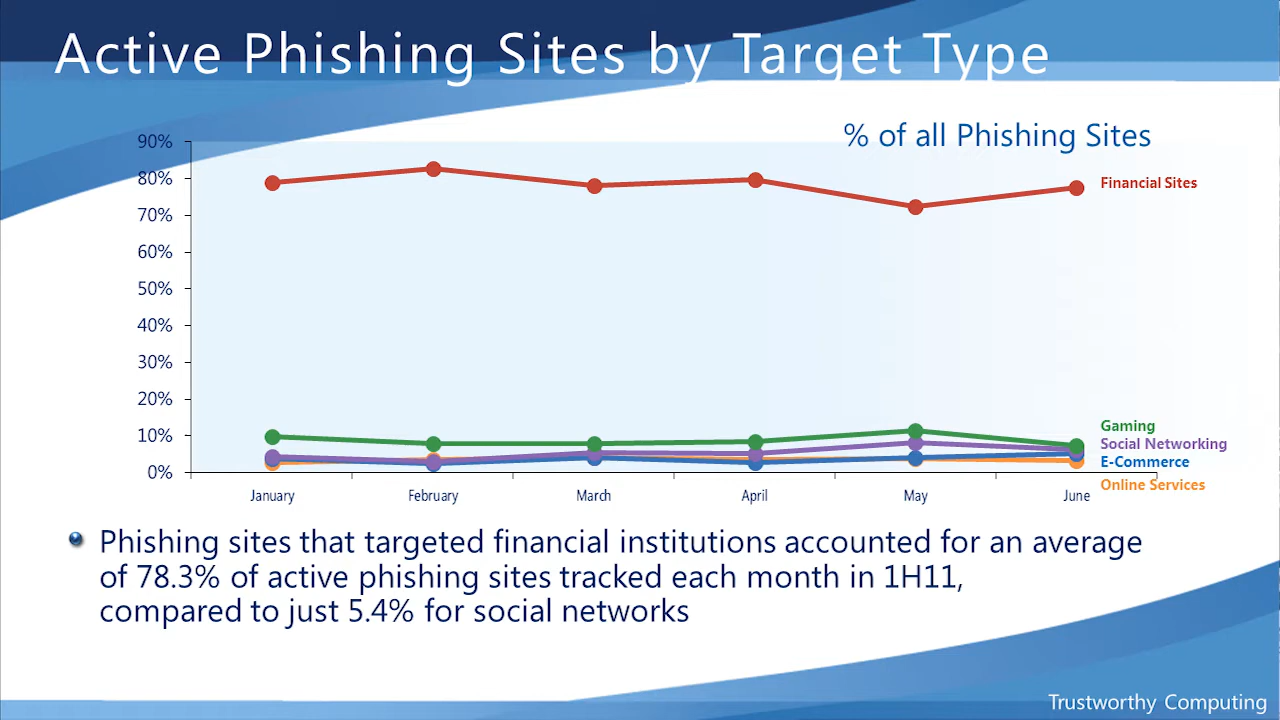 Active Phishing Sites by Target Type
% of all Phishing Sites
90%
80%
70%
60%
50%
40%
30%
20%
10%
0%
Financial Sites
Gaming
Social Networking
E-Commerce
Online Services
January February March April May June
Phishing sites that targeted financial institutions accounted for an average
of 78.3% of active phishing sites tracked each month in 1H11,
compared to just 5.4% for social networks
Trustworthy Computing